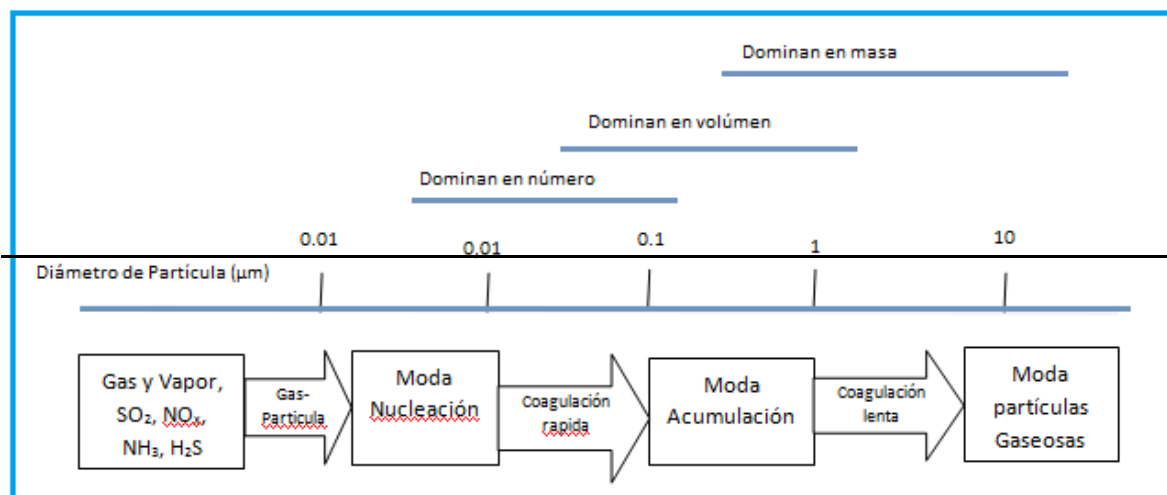 Dominan en masa
Dominan en volúmen
Dominan en número
0.01
0,01
0.1
1
10
Diámetro de Partícula (µm)
Gas y Vapor,
SO₂, NOₓ,
NH₃, H₂S
Gas-
Particula
Moda
Nucleación
Coagulación
rapida
Moda
Acumulación
Coagulación
lenta
Moda
partículas
Gaseosas